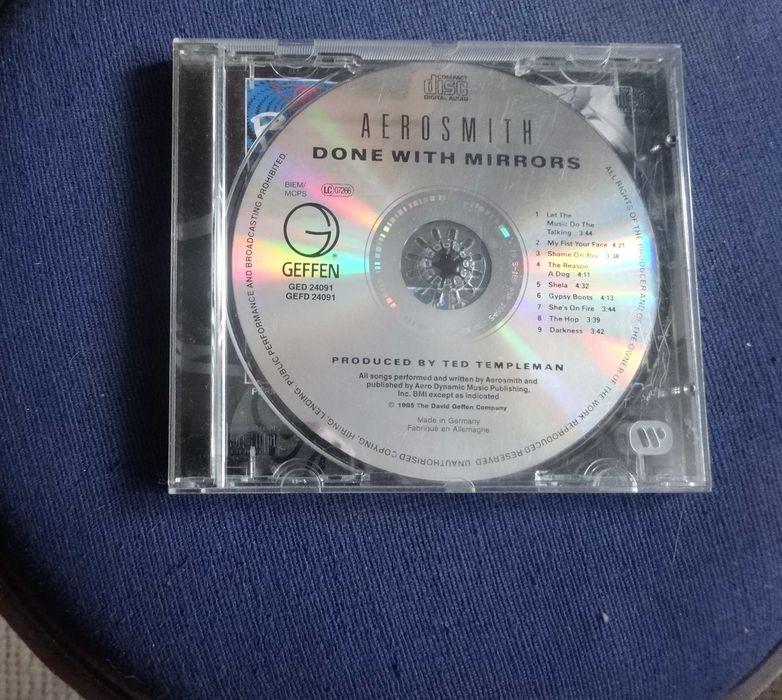 COMPACT
disc
DIGITAL AUDIO
AEROSMITH
DONE WITH MIRRORS
BIEM/
MCPS
LC 07266
G
GEFFEN
®
GED 24091
GEFD 24091
1 Let The
Music Do The
Talking 3:44
2 My Fist Your Face 4:21
3 Shame On You 3:38
4 The Reason
A Dog 4:11
5 Shela 4:32
6 Gypsy Boots 4:13
7 She's On Fire 3:44
8 The Hop 3:39
9 Darkness 3:42
PRODUCED BY TED TEMPLEMAN
All songs performed and written by Aerosmith and
published by Aero Dynamic Music Publishing,
Inc. BMI except as indicated
© 1985 The David Geffen Company
Made in Germany
Fabriqué en Allemagne
ALL RIGHTS OF THE PRODUCER AND OF THE OWNER OF THE WORK REPRODUCED RESERVED. UNAUTHORISED COPYING, HIRING, LENDING, PUBLIC PERFORMANCE AND BROADCASTING PROHIBITED.